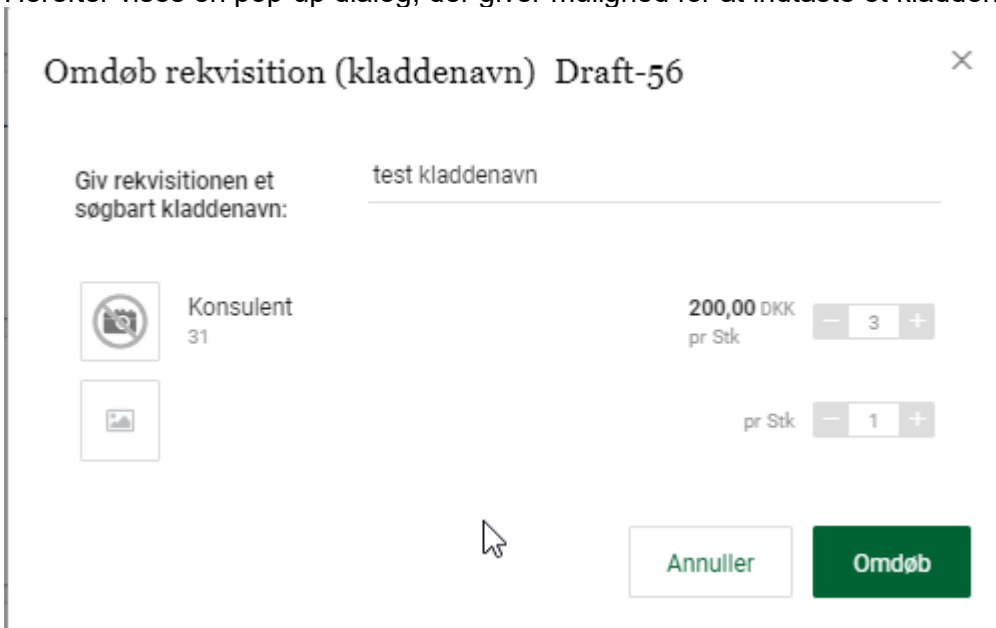 Omdøb rekvisition (kladdenavn) Draft-56
Giv rekvisitionen et
søgbart kladdenavn:
test kladdenavn
Konsulent
31
200,00 DKK
pr Stk
3
pr Stk
1
Annuller
Omdøb